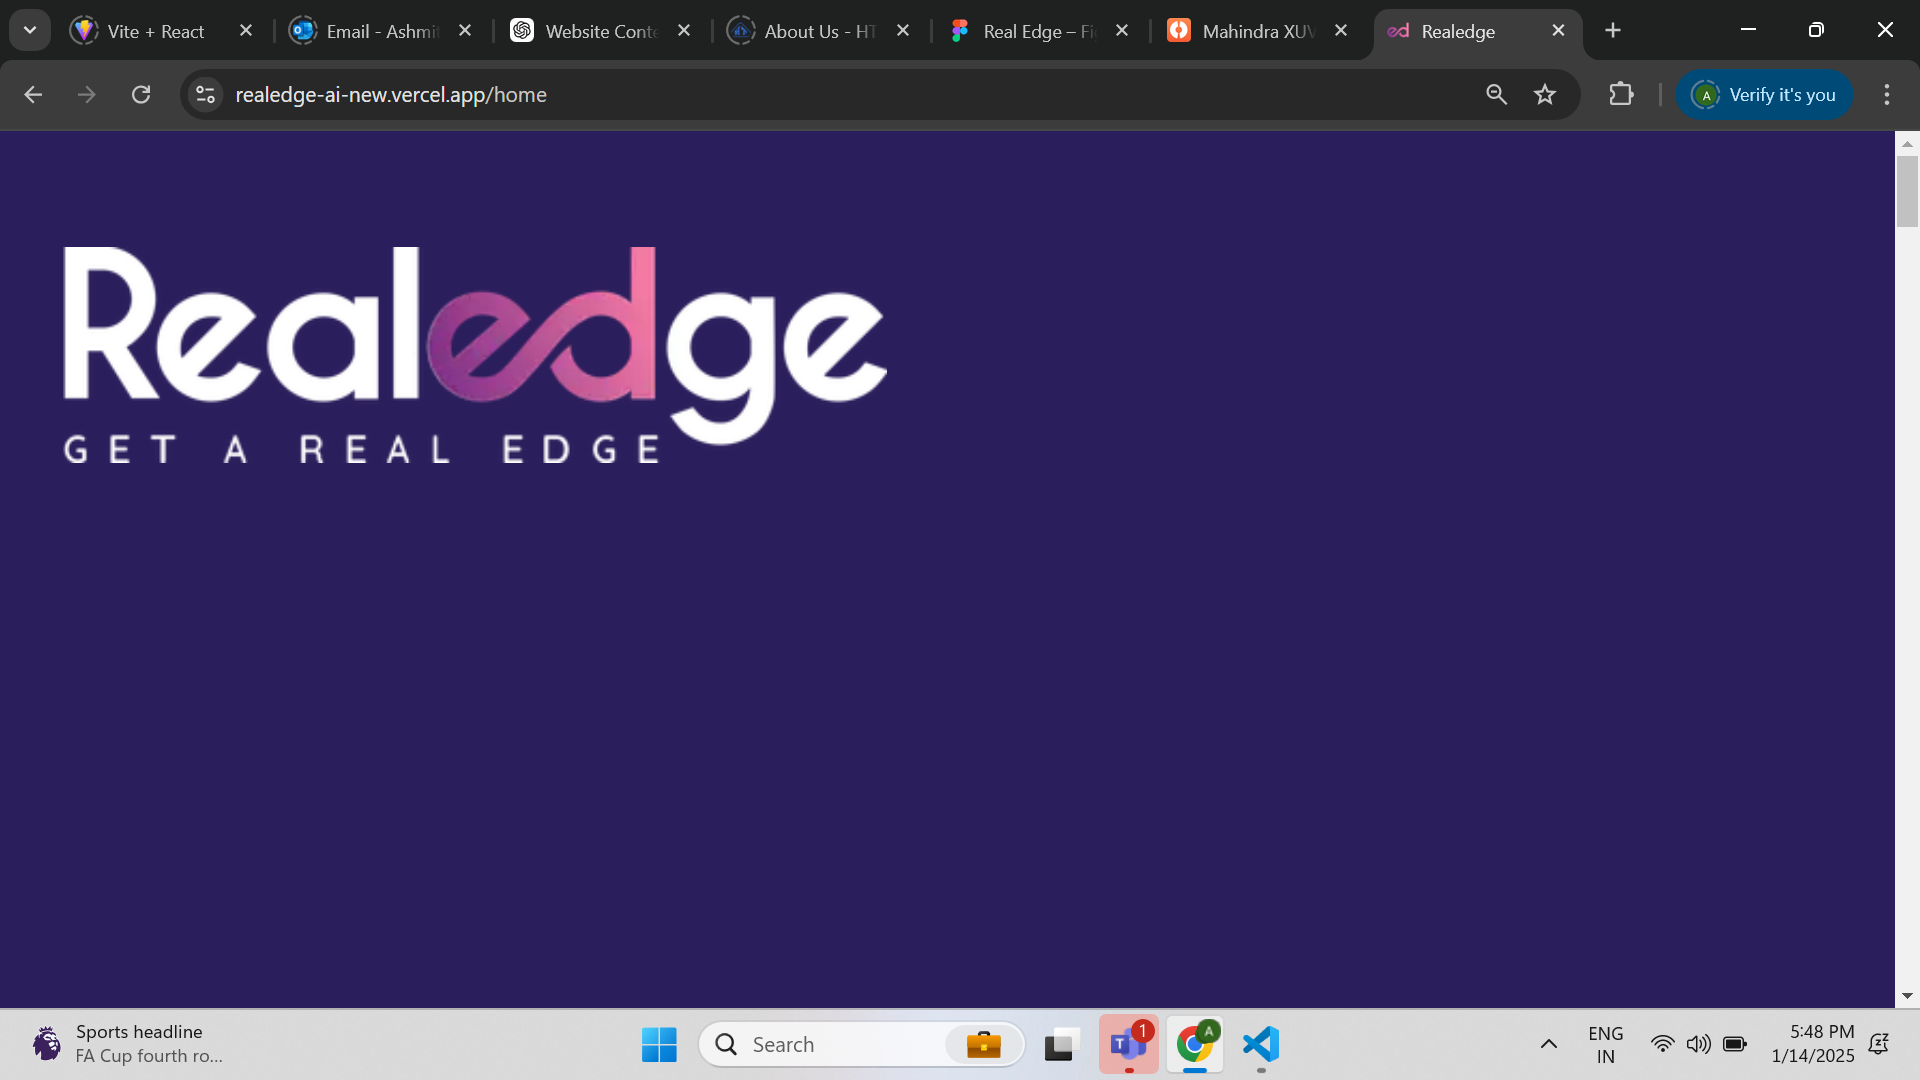 Vite + React
Email - Ashmit
Website Conte
About Us - HT
Real Edge – Fi
Mahindra XUV
Realedge
realedge-ai-new.vercel.app/home
A
Verify it's you
Realedge
GET A REAL EDGE
Sports headline
FA Cup fourth ro...
Search
T
1
A
ENG
IN
5:48 PM
1/14/2025